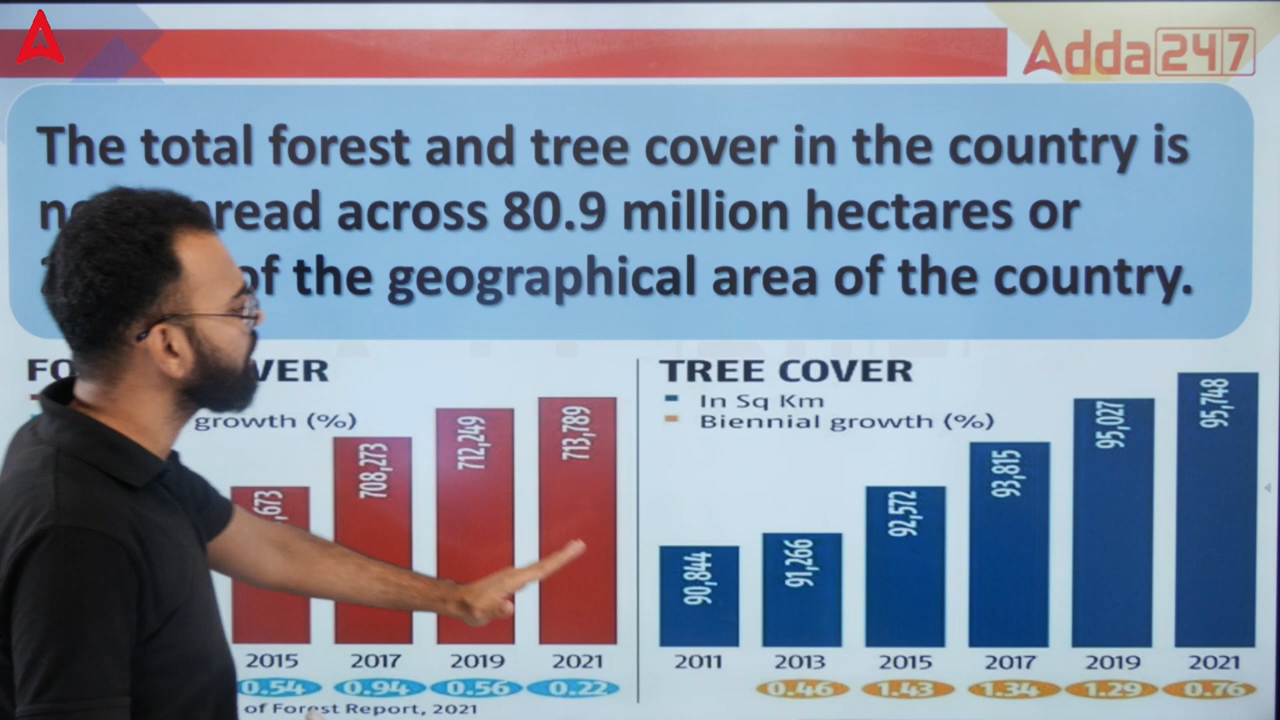 Adda247
The total forest and tree cover in the country is
across 80.9 million hectares or
of the geographical area of the country.
VER
growth (%)
,673
708,273
712,249
713,789
2015 2017 2019 2021
0.54 0.94 0.56 0.22
of Forest Report, 2021
TREE COVER
In Sq Km
Biennial growth (%)
90,844
91,266
92,572
93,815
95,027
95,748
2011 2013 2015 2017 2019 2021
0.46 1.43 1.34 1.29 0.76